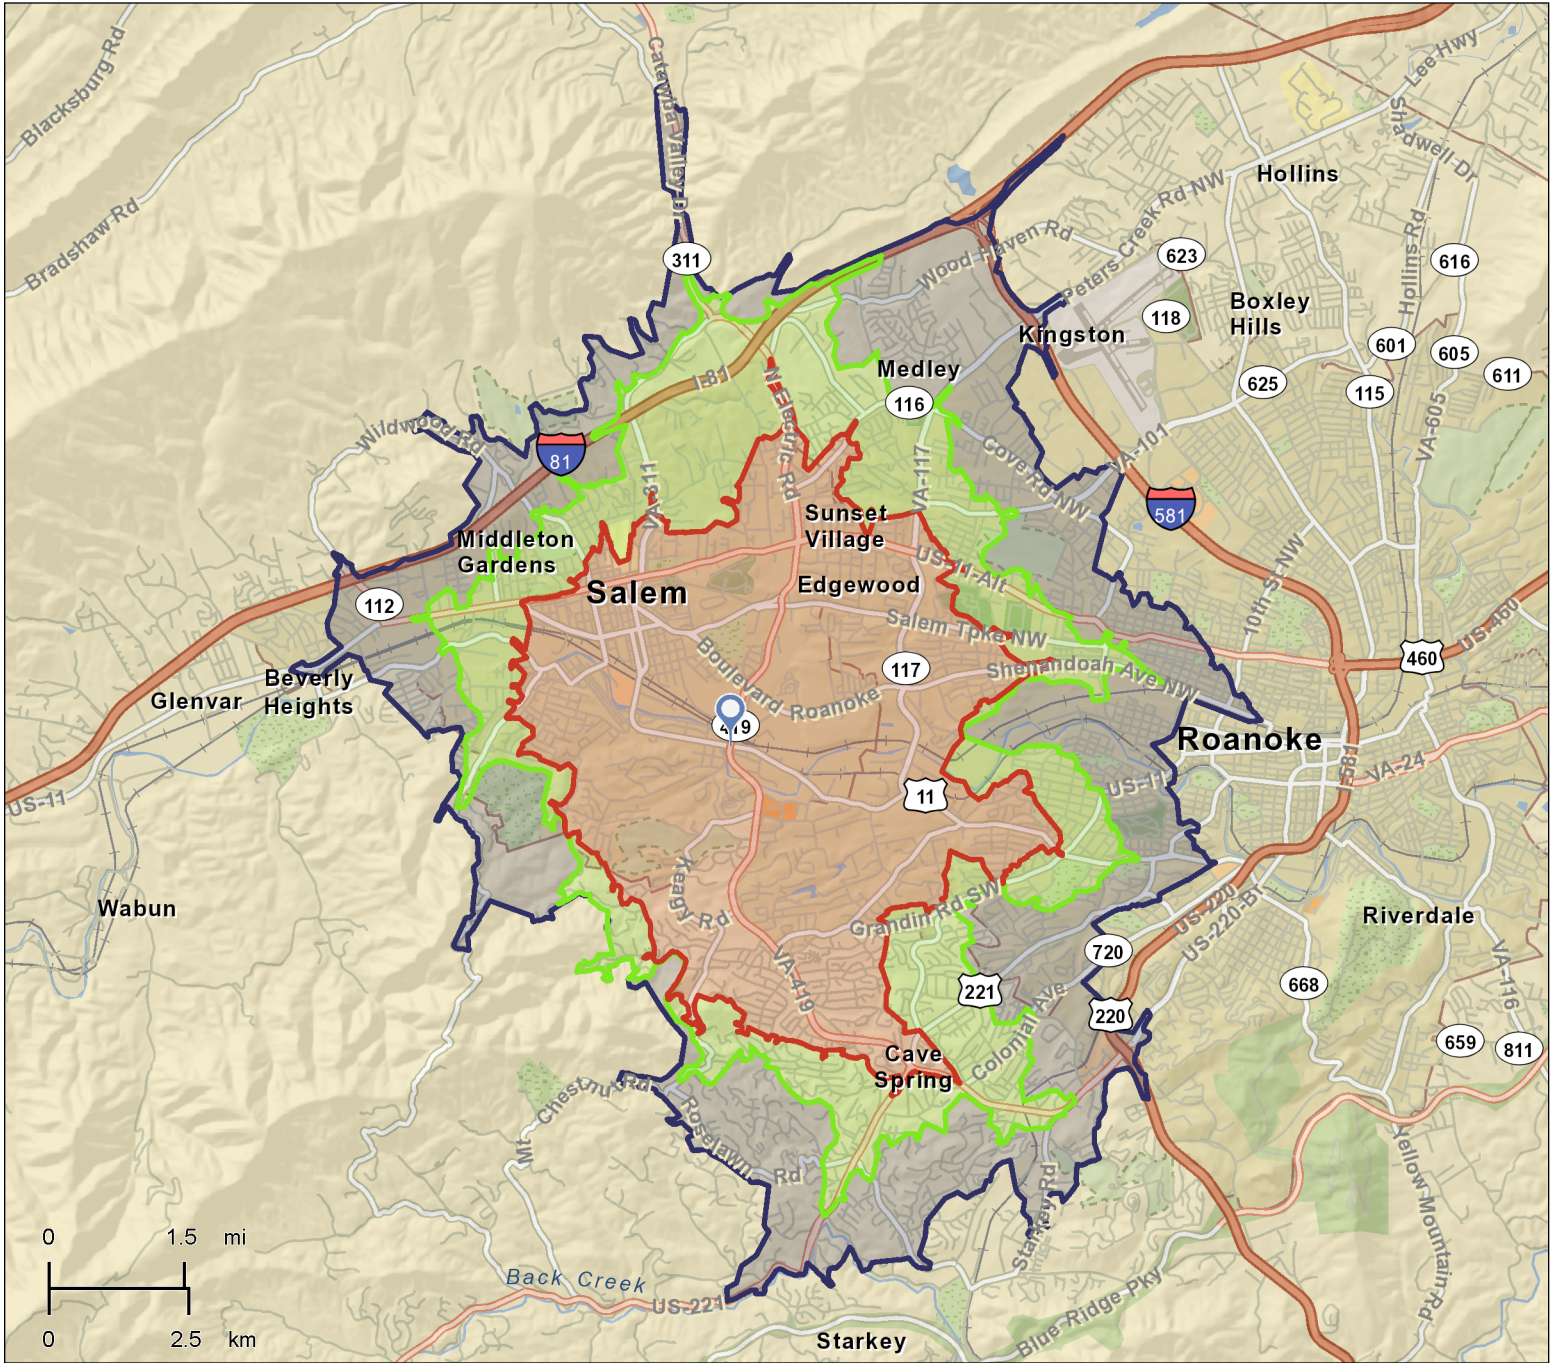 Blacksburg Rd
Catawba Valley Dr
Lee Hwy
Shadwell Dr
Hollins
Bradshaw Rd
Peters Creek Rd NW
Wood Haven Rd
Hollins Rd
311
623
616
118
Boxley
Hills
Kingston
601
605
611
Medley
I-81
N Electric Rd
625
115
116
Wildwood Rd
81
VA-311
VA-117
Cove Rd NW
VA-101
VA-605
581
Sunset
Village
Middleton
Gardens
US-11-Alt
Edgewood
Salem
112
10th St NW
US-460
460
Salem Tpke NW
Boulevard Roanoke
117
Shenandoah Ave NW
Beverly
Heights
Glenvar
419
Roanoke
I-581
VA-24
US-11
US-11
11
Keagy Rd
Grandin Rd SW
US-220
US-220-Br
Wabun
Riverdale
720
VA-419
221
668
VA-116
220
Colonial Ave
659
811
Cave
Spring
Mt Chestnut Rd
Roselawn Rd
Starkey Rd
Yellow Mountain Rd
0 1.5 mi
Back Creek
US-221
Blue Ridge Pky
0 2.5 km
Starkey